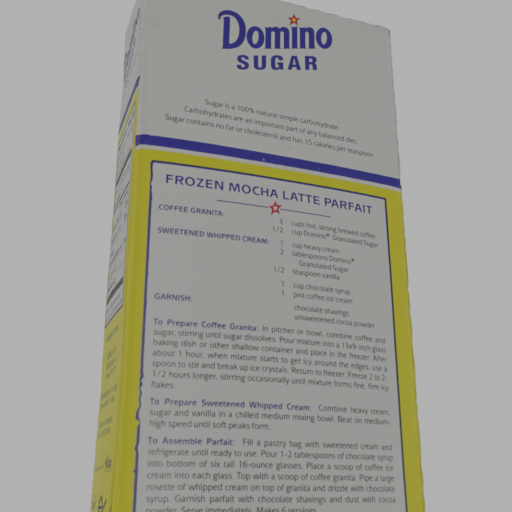 Domino
SUGAR
Sugar is a 100% natural simple carbohydrate.
Carbohydrates are an important part of any balanced diet.
Sugar contains no fat or cholesterol and has 15 calories per teaspoon.
FROZEN MOCHA LATTE PARFAIT
COFFEE GRANITA:
3 cups hot, strong brewed coffee
1/2 cup Domino® Granulated Sugar
SWEETENED WHIPPED CREAM:
1 cup heavy cream
2 tablespoons Domino®
Granulated Sugar
1/2 teaspoon vanilla
1 cup chocolate syrup
1 pint coffee ice cream
GARNISH:
chocolate shavings
unsweetened cocoa powder
To Prepare Coffee Granita: In pitcher or bowl, combine coffee and
sugar, stirring until sugar dissolves. Pour mixture into a 13x9-inch glass
baking dish or other shallow container and place in the freezer. After
about 1 hour, when mixture starts to get icy around the edges, use a
spoon to stir and break up ice crystals. Return to freezer. Freeze 2 to 2-
1/2 hours longer, stirring occasionally until mixture forms fine, firm icy
flakes.
To Prepare Sweetened Whipped Cream: Combine heavy cream,
sugar and vanilla in a chilled medium mixing bowl. Beat on medium-
high speed until soft peaks form.
To Assemble Parfait: Fill a pastry bag with sweetened cream and
refrigerate until ready to use. Pour 1-2 tablespoons of chocolate syrup
into bottom of six tall 16-ounce glasses. Place a scoop of coffee ice
cream into each glass. Top with a scoop of coffee granita. Pipe a large
rosette of whipped cream on top of granita and drizzle with chocolate
syrup. Garnish parfait with chocolate shavings and dust with cocoa
powder. Serve immediately. Makes 6 servings.